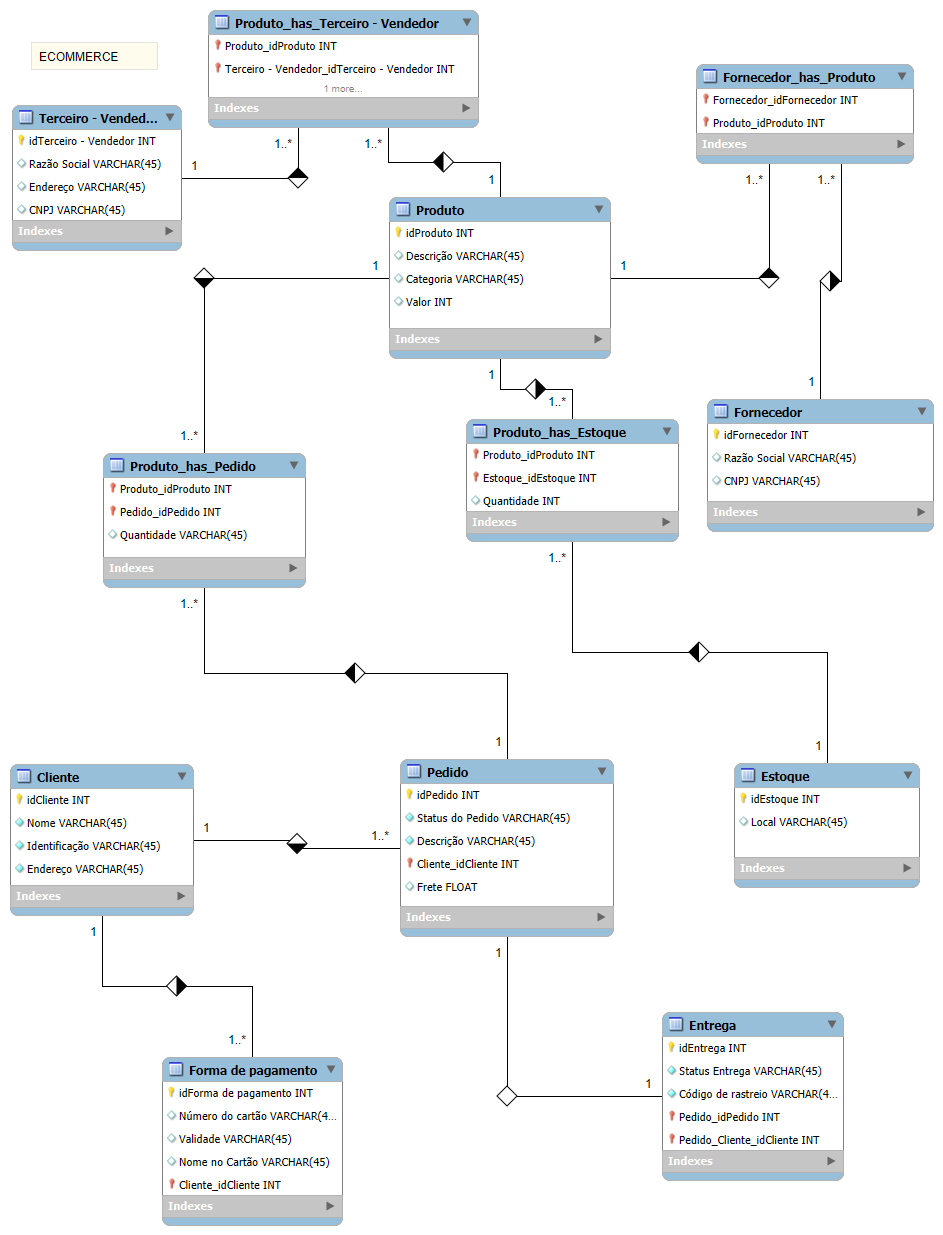 ECOMMERCE
Produto_has_Terceiro - Vendedor
Produto_idProduto INT
Terceiro - Vendedor_idTerceiro - Vendedor INT
1 more...
Indexes
Fornecedor_has_Produto
Fornecedor_idFornecedor INT
Produto_idProduto INT
Indexes
Terceiro - Vended...
idTerceiro - Vendedor INT
Razão Social VARCHAR(45)
Endereço VARCHAR(45)
CNPJ VARCHAR(45)
Indexes
1
1..*
1..*
1
1..*
1..*
Produto
idProduto INT
Descrição VARCHAR(45)
Categoria VARCHAR(45)
Valor INT
Indexes
1
1
1
1..*
1
1..*
Produto_has_Pedido
Produto_idProduto INT
Pedido_idPedido INT
Quantidade VARCHAR(45)
Indexes
Produto_has_Estoque
Produto_idProduto INT
Estoque_idEstoque INT
Quantidade INT
Indexes
Fornecedor
idFornecedor INT
Razão Social VARCHAR(45)
CNPJ VARCHAR(45)
Indexes
1..*
1..*
1
1
Cliente
idCliente INT
Nome VARCHAR(45)
Identificação VARCHAR(45)
Endereço VARCHAR(45)
Indexes
1
1..*
Pedido
idPedido INT
Status do Pedido VARCHAR(45)
Descrição VARCHAR(45)
Cliente_idCliente INT
Frete FLOAT
Indexes
Estoque
idEstoque INT
Local VARCHAR(45)
Indexes
1
1..*
1
1
Forma de pagamento
idForma de pagamento INT
Número do cartão VARCHAR(4...
Validade VARCHAR(45)
Nome no Cartão VARCHAR(45)
Cliente_idCliente INT
Indexes
Entrega
idEntrega INT
Status Entrega VARCHAR(45)
Código de rastreio VARCHAR(4...
Pedido_idPedido INT
Pedido_Cliente_idCliente INT
Indexes